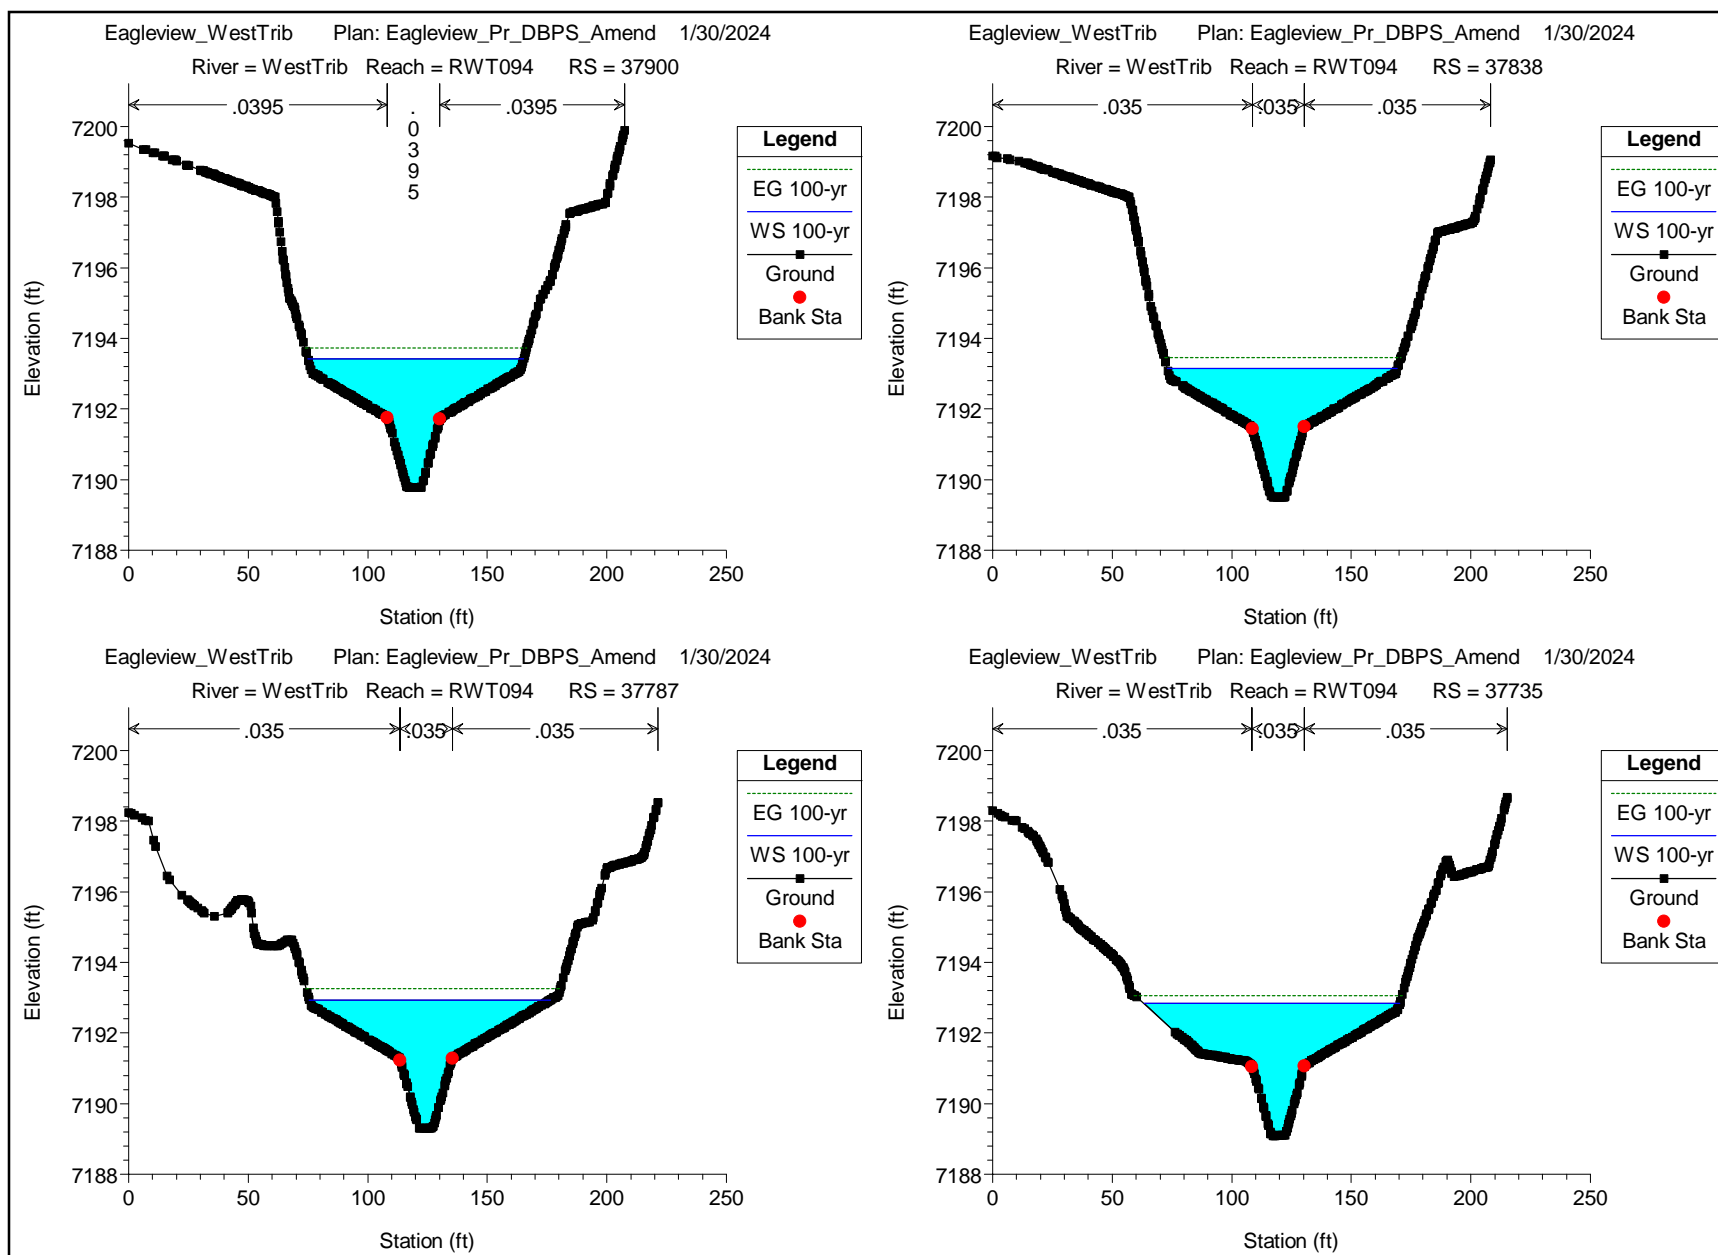 Eagleview_WestTrib Plan: Eagleview_Pr_DBPS_Amend 1/30/2024
River = WestTrib Reach = RWT094 RS = 37900
.0395
.0395
.0395
7200
7198
7196
7194
7192
7190
7188
Elevation (ft)
0 50 100 150 200 250
Station (ft)
Legend
EG 100-yr
WS 100-yr
Ground
Bank Sta
Eagleview_WestTrib Plan: Eagleview_Pr_DBPS_Amend 1/30/2024
River = WestTrib Reach = RWT094 RS = 37838
.035
.035
.035
7200
7198
7196
7194
7192
7190
7188
Elevation (ft)
0 50 100 150 200 250
Station (ft)
Legend
EG 100-yr
WS 100-yr
Ground
Bank Sta
Eagleview_WestTrib Plan: Eagleview_Pr_DBPS_Amend 1/30/2024
River = WestTrib Reach = RWT094 RS = 37787
.035
.035
.035
7200
7198
7196
7194
7192
7190
7188
Elevation (ft)
0 50 100 150 200 250
Station (ft)
Legend
EG 100-yr
WS 100-yr
Ground
Bank Sta
Eagleview_WestTrib Plan: Eagleview_Pr_DBPS_Amend 1/30/2024
River = WestTrib Reach = RWT094 RS = 37735
.035
.035
.035
7200
7198
7196
7194
7192
7190
7188
Elevation (ft)
0 50 100 150 200 250
Station (ft)
Legend
EG 100-yr
WS 100-yr
Ground
Bank Sta